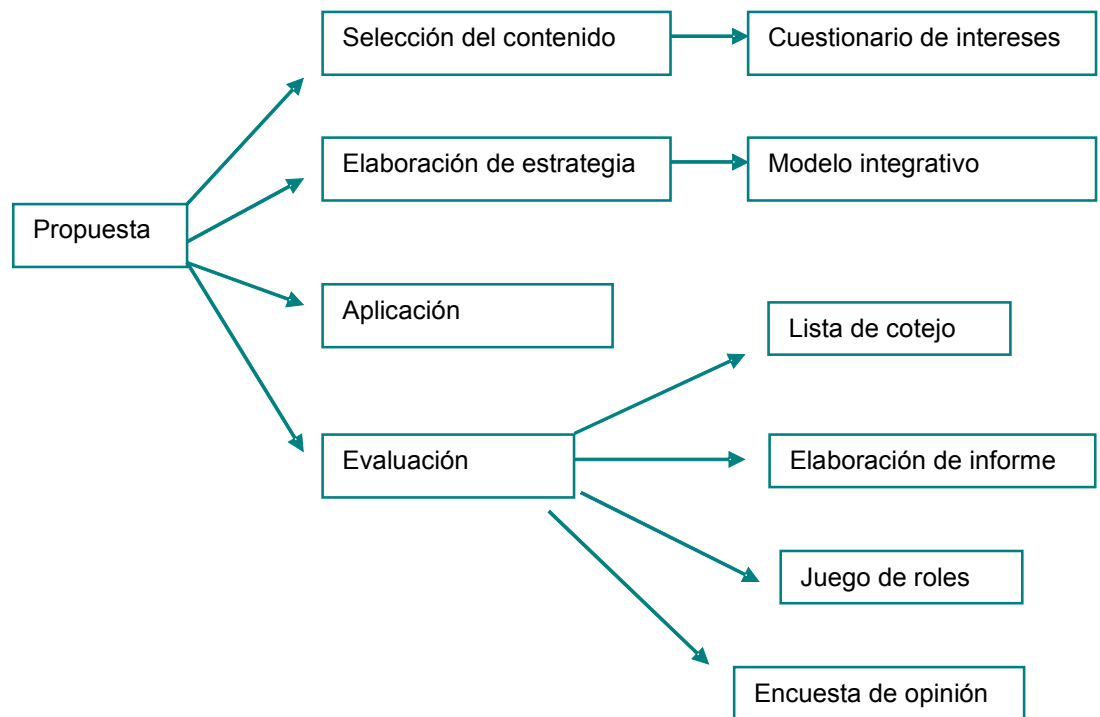 Propuesta
Selección del contenido
Cuestionario de intereses
Elaboración de estrategia
Modelo integrativo
Aplicación
Evaluación
Lista de cotejo
Elaboración de informe
Juego de roles
Encuesta de opinión